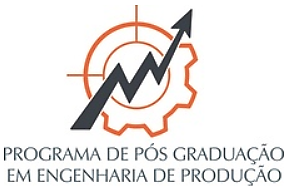 PROGRAMA DE PÓS GRADUAÇÃO
EM ENGENHARIA DE PRODUÇÃO